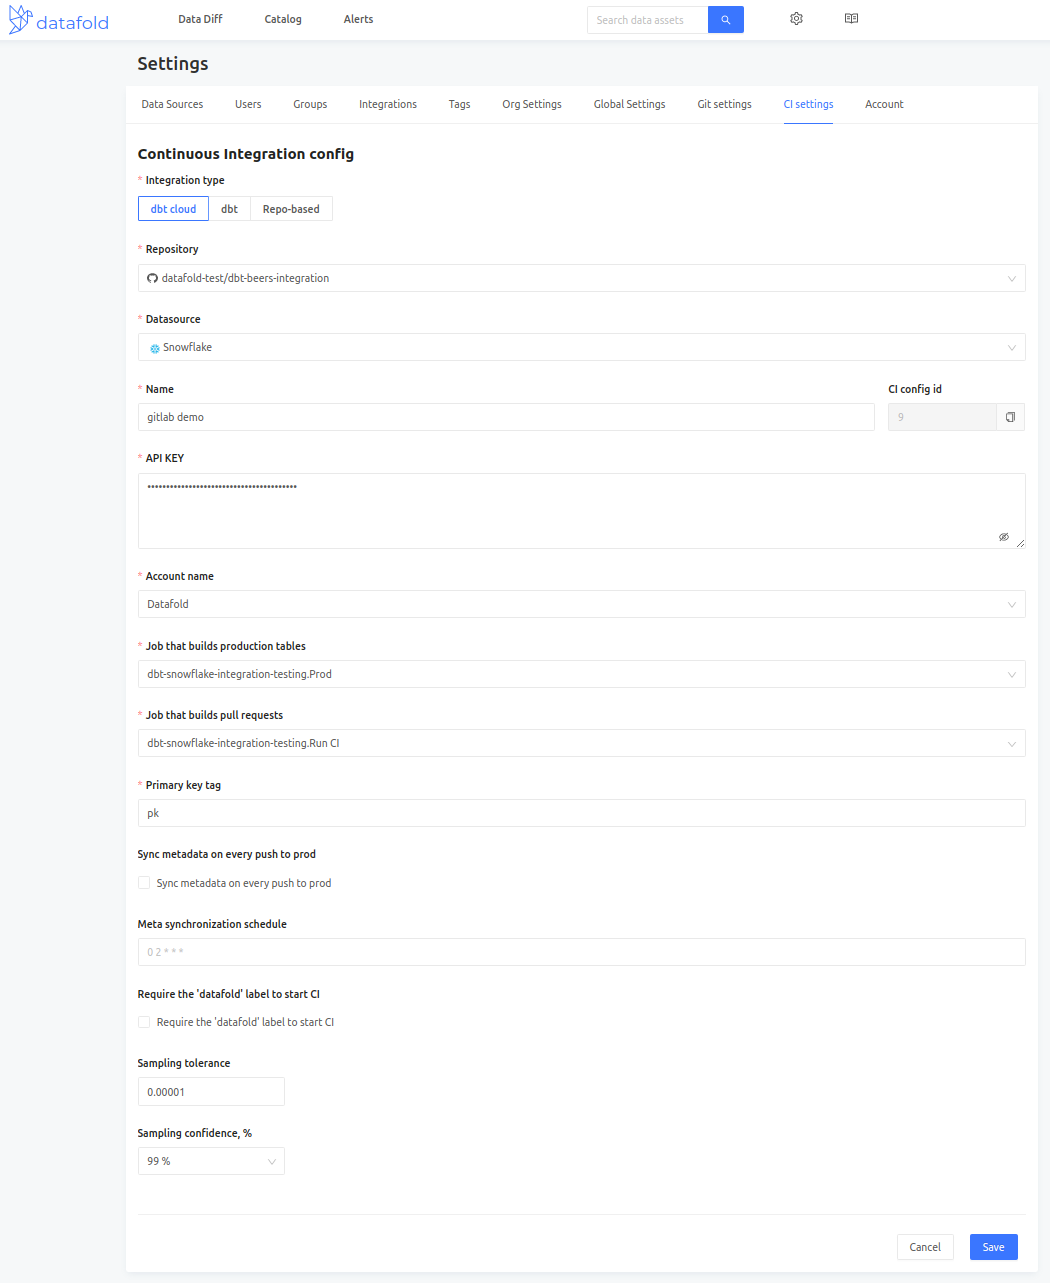 datafold
Data Diff
Catalog
Alerts
Search data assets
Settings
Data Sources
Users
Groups
Integrations
Tags
Org Settings
Global Settings
Git settings
CI settings
Account
Continuous Integration config
* Integration type
dbt cloud
dbt
Repo-based
* Repository
datafold-test/dbt-beers-integration
* Datasource
Snowflake
* Name
CI config id
gitlab demo
9
* API KEY
••••••••••••••••••••••••••••••••••••••••
* Account name
Datafold
* Job that builds production tables
dbt-snowflake-integration-testing.Prod
* Job that builds pull requests
dbt-snowflake-integration-testing.Run CI
* Primary key tag
pk
Sync metadata on every push to prod
Sync metadata on every push to prod
Meta synchronization schedule
0 2 * * *
Require the 'datafold' label to start CI
Require the 'datafold' label to start CI
Sampling tolerance
0.00001
Sampling confidence, %
99 %
Cancel
Save